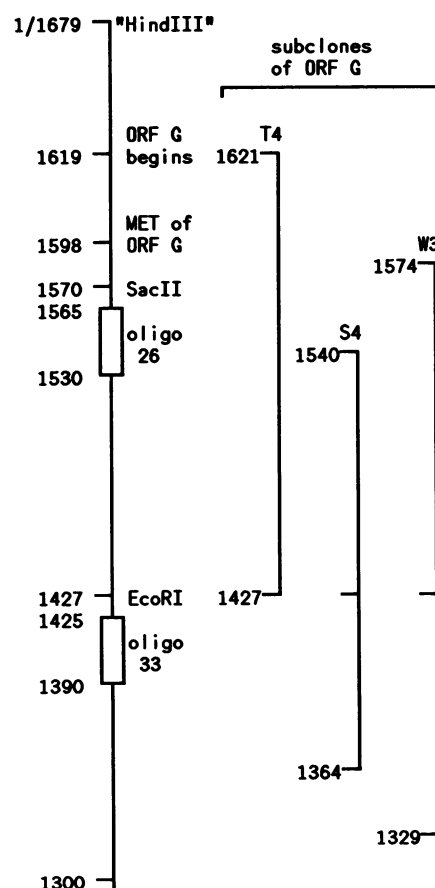 1/1679 "HindIII"
subclones
of ORF G
ORF G
begins
1619
T4
1621
MET of
ORF G
1598
W3
1574
1570 SacII
1565
oligo
26
1530
S4
1540
1427 EcoRI
1427
1425
oligo
33
1390
1364
1329
1300